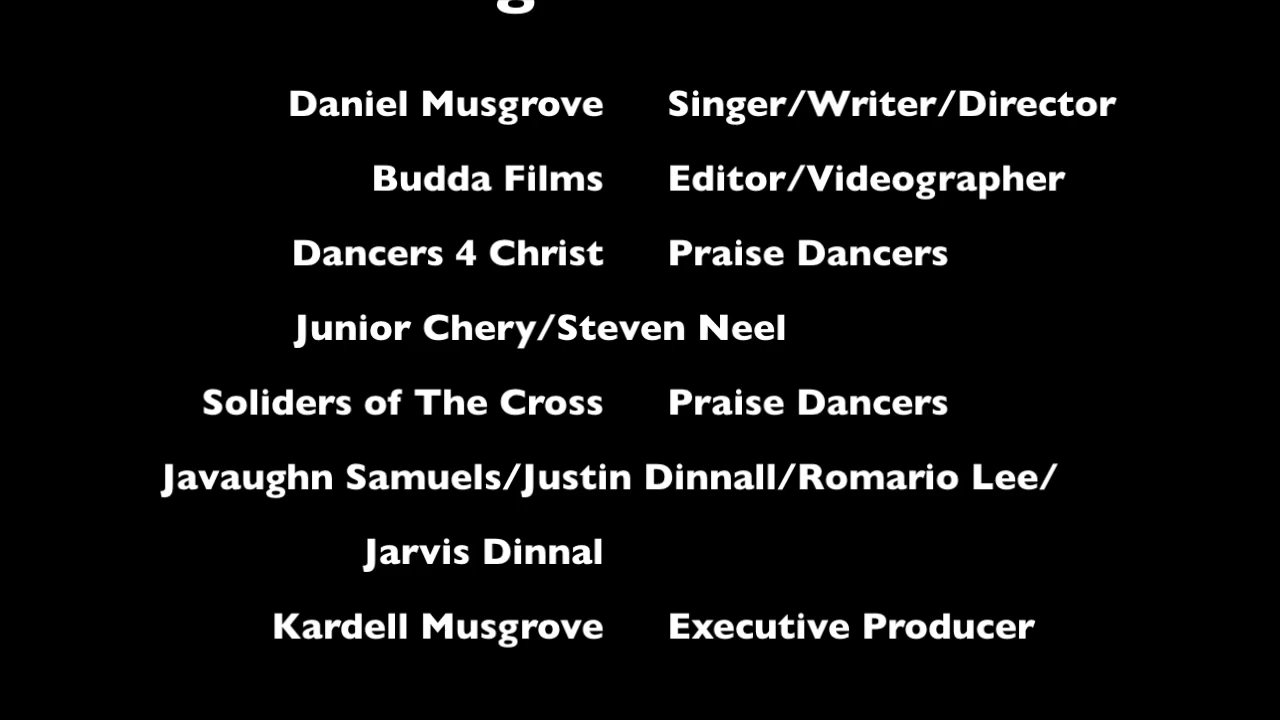 Daniel Musgrove Singer/Writer/Director
Budda Films Editor/Videographer
Dancers 4 Christ Praise Dancers
Junior Chery/Steven Neel
Soliders of The Cross Praise Dancers
Javaughn Samuels/Justin Dinnall/Romario Lee/
Jarvis Dinnal
Kardell Musgrove Executive Producer